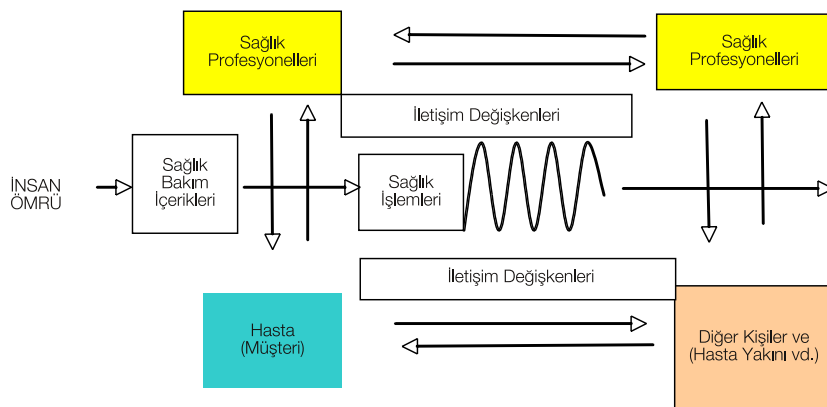 Sağlık
Profesyonelleri
Sağlık
Profesyonelleri
İletişim Değişkenleri
İNSAN
ÖMRÜ
Sağlık
Bakım
İçerikleri
Sağlık
İşlemleri
İletişim Değişkenleri
Hasta
(Müşteri)
Diğer Kişiler ve
(Hasta Yakını vd.)